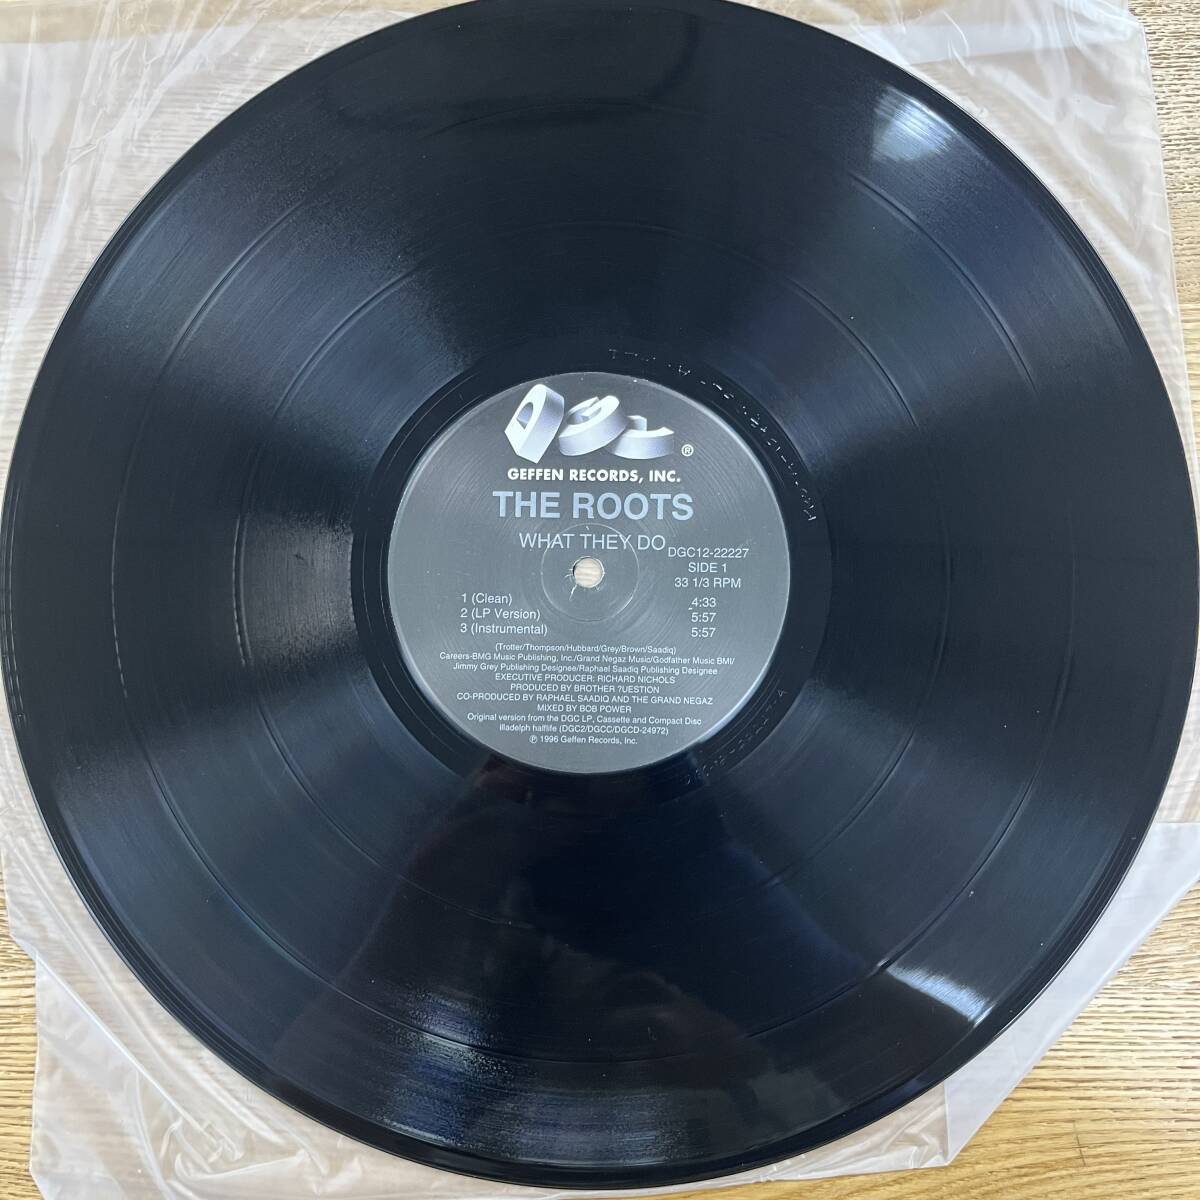 ®
GEFFEN RECORDS, INC.
THE ROOTS
WHAT THEY DO
DGC12-22227
SIDE 1
33 1/3 RPM
1 (Clean) 4:33
2 (LP Version) 5:57
3 (Instrumental) 5:57
(Trotter/Thompson/Hubbard/Grey/Brown/Saadiq)
Careers-BMG Music Publishing, Inc./Grand Negaz Music/Godfather Music BMI/
Jimmy Grey Publishing Designee/Raphael Saadiq Publishing Designee
EXECUTIVE PRODUCER: RICHARD NICHOLS
PRODUCED BY BROTHER ?UESTION
CO-PRODUCED BY RAPHAEL SAADIQ AND THE GRAND NEGAZ
MIXED BY BOB POWER
Original version from the DGC LP, Cassette and Compact Disc
illadelph halflife (DGC2/DGCC/DGCD-24972)
℗ 1996 Geffen Records, Inc.